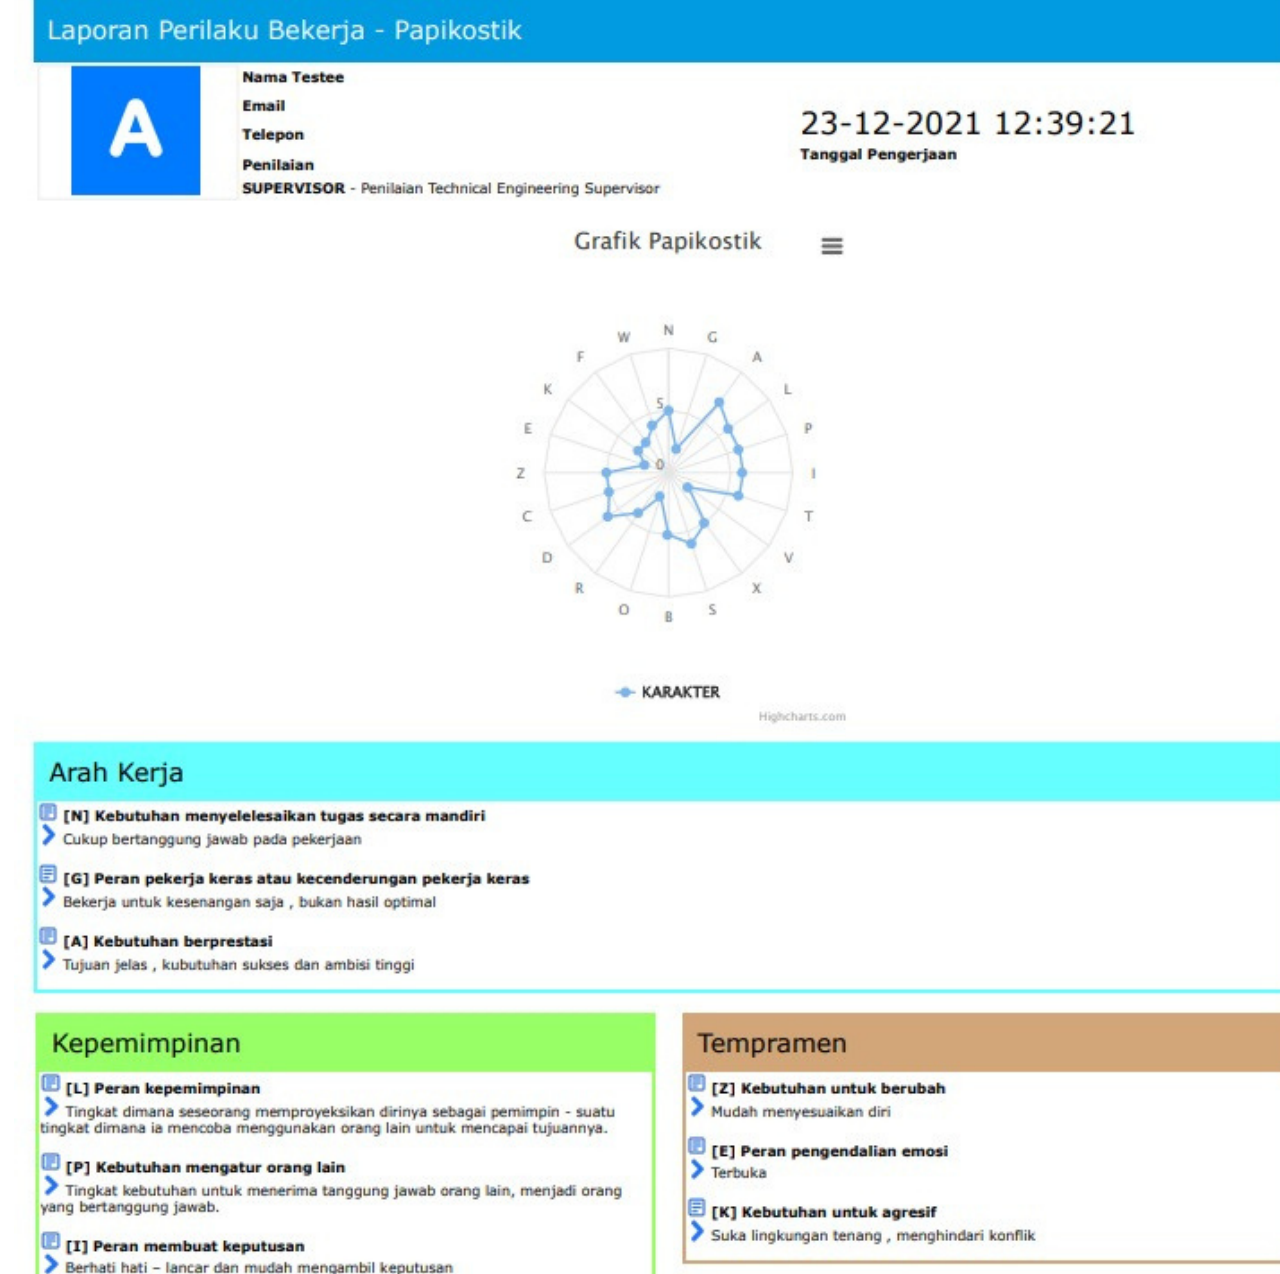 Laporan Perilaku Bekerja - Papikostik
A
Nama Testee
Email
Telepon
Penilaian
SUPERVISOR - Penilaian Technical Engineering Supervisor
23-12-2021 12:39:21
Tanggal Pengerjaan
Grafik Papikostik
N
G
A
L
P
I
T
V
X
S
B
O
R
D
C
Z
E
K
F
W
5
0
KARAKTER
Highcharts.com
Arah Kerja
[N] Kebutuhan menyelelesaikan tugas secara mandiri
Cukup bertanggung jawab pada pekerjaan
[G] Peran pekerja keras atau kecenderungan pekerja keras
Bekerja untuk kesenangan saja , bukan hasil optimal
[A] Kebutuhan berprestasi
Tujuan jelas , kubutuhan sukses dan ambisi tinggi
Kepemimpinan
[L] Peran kepemimpinan
Tingkat dimana seseorang memproyeksikan dirinya sebagai pemimpin - suatu
tingkat dimana ia mencoba menggunakan orang lain untuk mencapai tujuannya.
[P] Kebutuhan mengatur orang lain
Tingkat kebutuhan untuk menerima tanggung jawab orang lain, menjadi orang
yang bertanggung jawab.
[I] Peran membuat keputusan
Berhati hati – lancar dan mudah mengambil keputusan
Tempramen
[Z] Kebutuhan untuk berubah
Mudah menyesuaikan diri
[E] Peran pengendalian emosi
Terbuka
[K] Kebutuhan untuk agresif
Suka lingkungan tenang , menghindari konflik